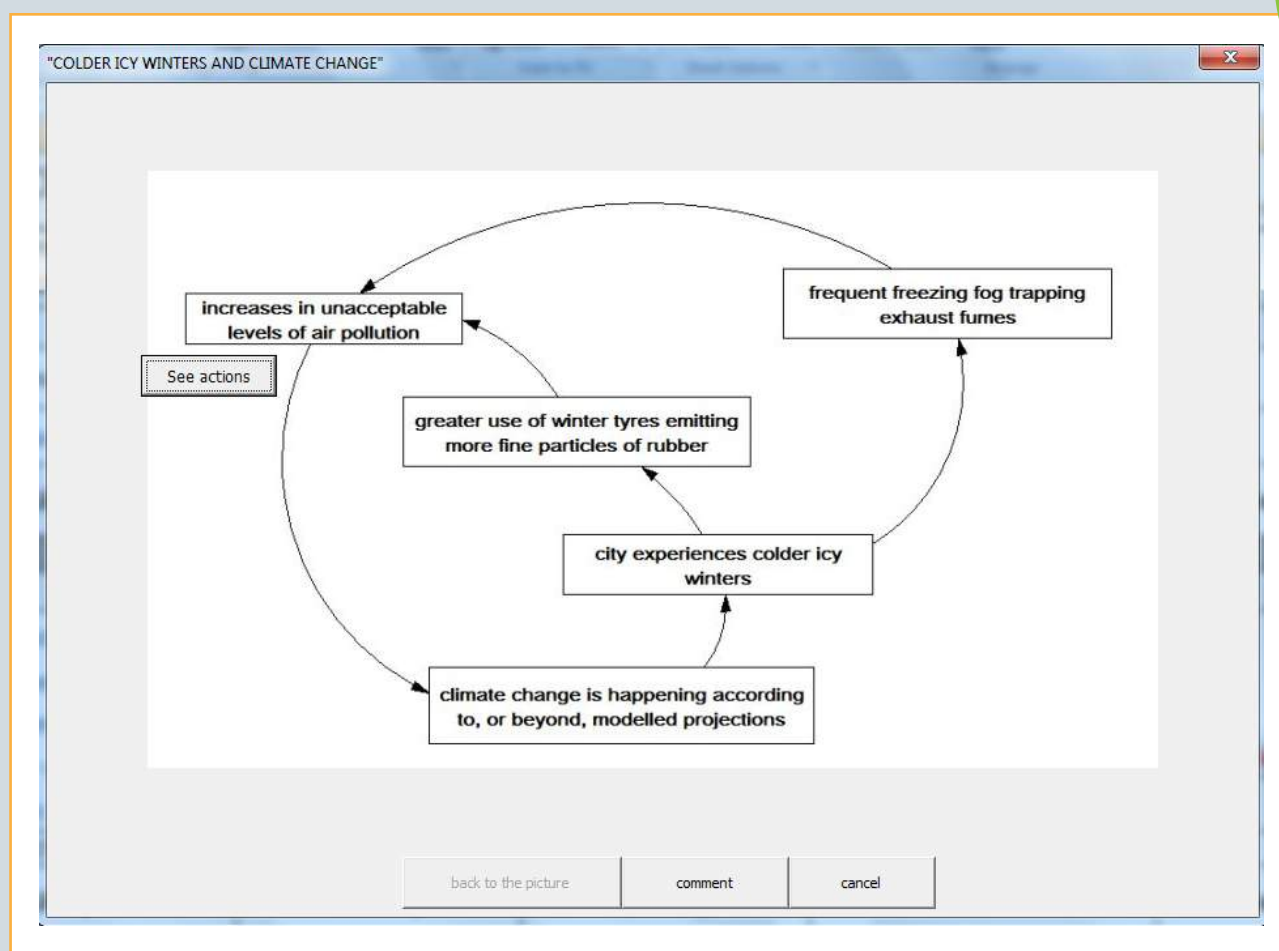 "COLDER ICY WINTERS AND CLIMATE CHANGE"
X
frequent freezing fog trapping
exhaust fumes
increases in unacceptable
levels of air pollution
See actions
greater use of winter tyres emitting
more fine particles of rubber
city experiences colder icy
winters
climate change is happening according
to, or beyond, modelled projections
back to the picture
comment
cancel